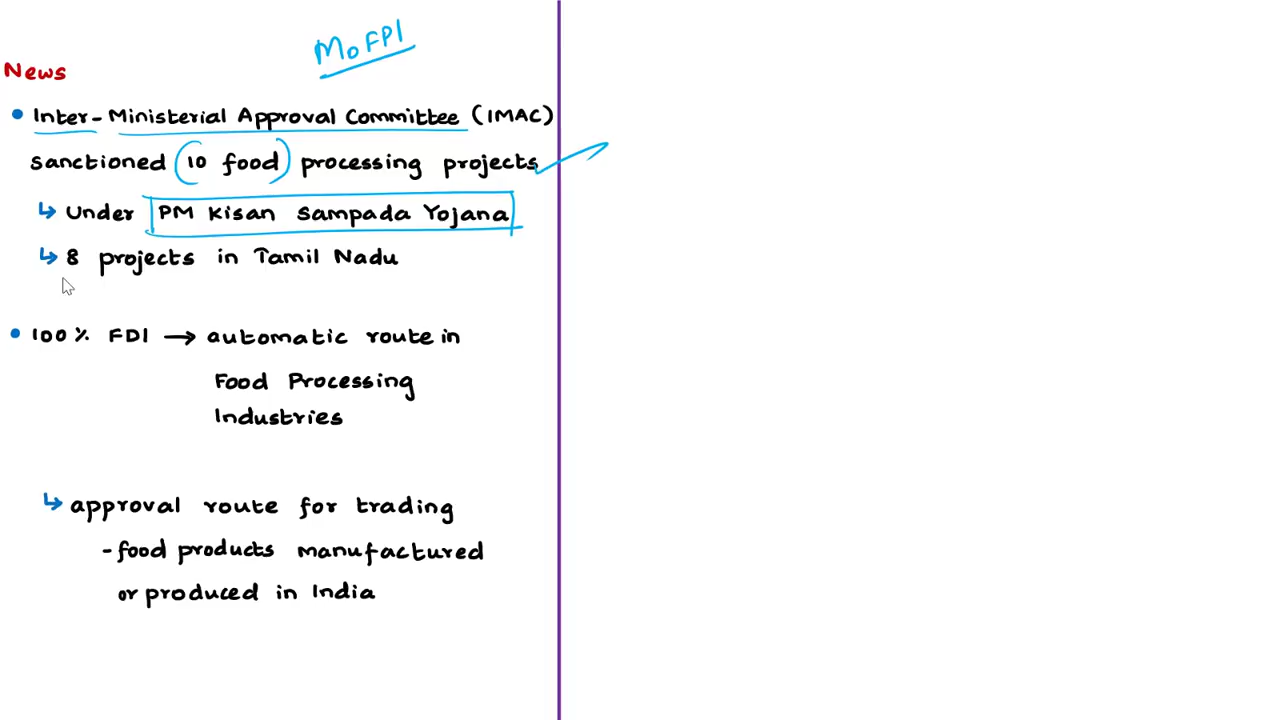 MoFPI
News
• Inter-Ministerial Approval Committee (IMAC)
sanctioned (10 food) processing projects
↳ Under PM Kisan Sampada Yojana
↳ 8 projects in Tamil Nadu
• 100% FDI → automatic route in
Food Processing
Industries
↳ approval route for trading
- food products manufactured
or produced in India